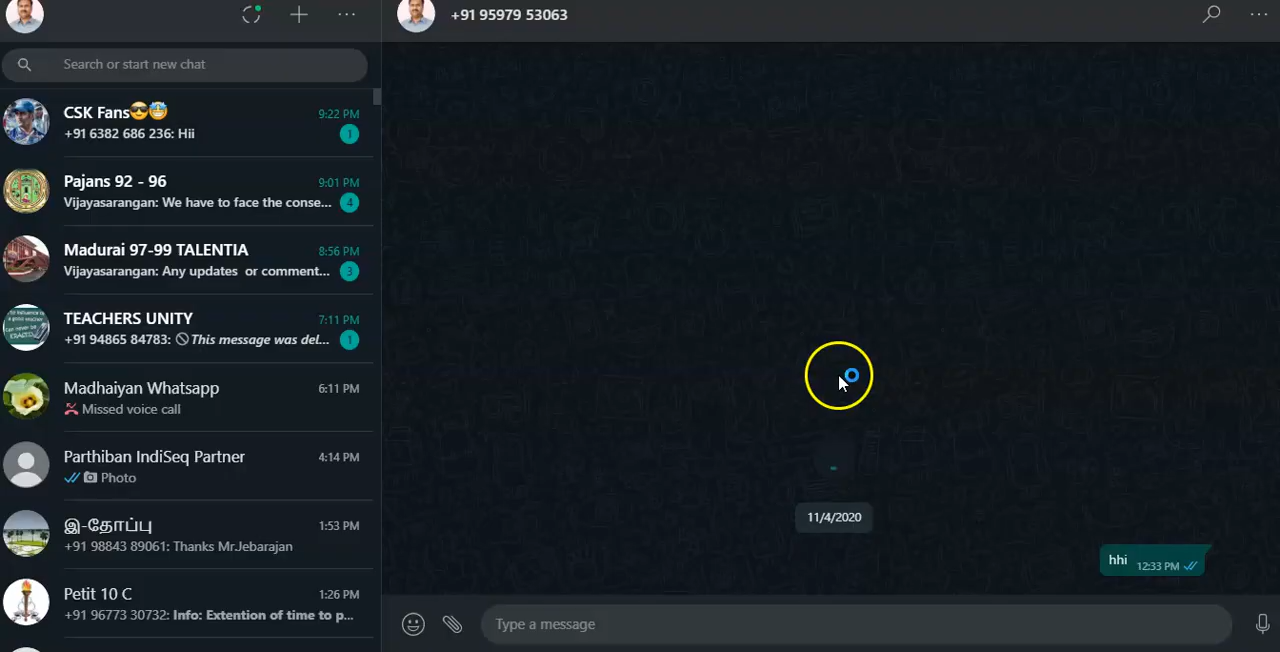 +91 95979 53063
Search or start new chat
CSK Fans😎🤩
9:22 PM
+91 6382 686 236: Hii
1
Pajans 92 - 96
9:01 PM
Vijayasarangan: We have to face the conse...
4
Madurai 97-99 TALENTIA
8:56 PM
Vijayasarangan: Any updates or comment...
3
TEACHERS UNITY
7:11 PM
+91 94865 84783: This message was del...
1
Madhaiyan Whatsapp
6:11 PM
Missed voice call
Parthiban IndiSeq Partner
4:14 PM
Photo
இ-தோப்பு
1:53 PM
+91 98843 89061: Thanks Mr.Jebarajan
Petit 10 C
1:26 PM
+91 96773 30732: Info: Extention of time to p...
11/4/2020
hhi
12:33 PM
Type a message